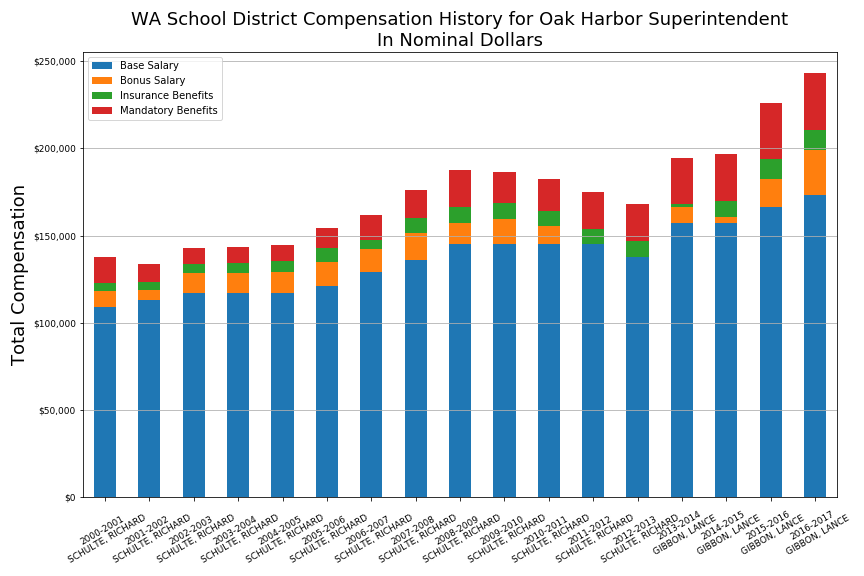 WA School District Compensation History for Oak Harbor Superintendent
In Nominal Dollars
Base Salary
Bonus Salary
Insurance Benefits
Mandatory Benefits
Total Compensation
$250,000
$200,000
$150,000
$100,000
$50,000
$0
2000-2001
SCHULTE, RICHARD
2001-2002
SCHULTE, RICHARD
2002-2003
SCHULTE, RICHARD
2003-2004
SCHULTE, RICHARD
2004-2005
SCHULTE, RICHARD
2005-2006
SCHULTE, RICHARD
2006-2007
SCHULTE, RICHARD
2007-2008
SCHULTE, RICHARD
2008-2009
SCHULTE, RICHARD
2009-2010
SCHULTE, RICHARD
2010-2011
SCHULTE, RICHARD
2011-2012
SCHULTE, RICHARD
2012-2013
SCHULTE, RICHARD
2013-2014
GIBBON, LANCE
2014-2015
GIBBON, LANCE
2015-2016
GIBBON, LANCE
2016-2017
GIBBON, LANCE